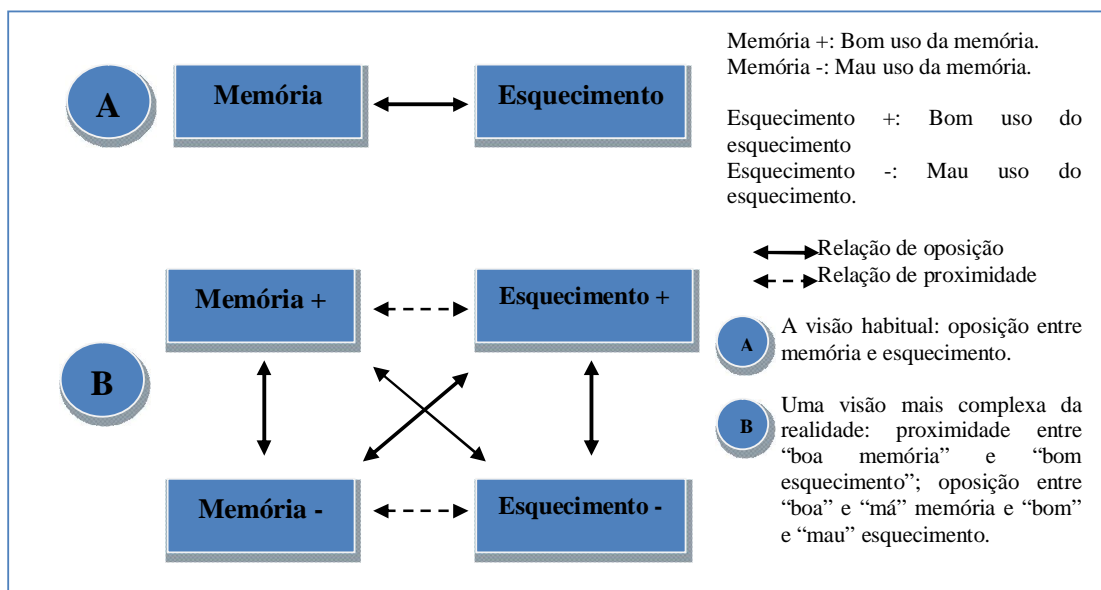 A
Memória
Esquecimento
Memória +: Bom uso da memória.
Memória -: Mau uso da memória.
Esquecimento +: Bom uso do
esquecimento
Esquecimento -: Mau uso do
esquecimento.
Relação de oposição
Relação de proximidade
B
Memória +
Esquecimento +
Memória -
Esquecimento -
A
A visão habitual: oposição entre
memória e esquecimento.
B
Uma visão mais complexa da
realidade: proximidade entre
“boa memória” e “bom
esquecimento”; oposição entre
“boa” e “má” memória e “bom”
e “mau” esquecimento.